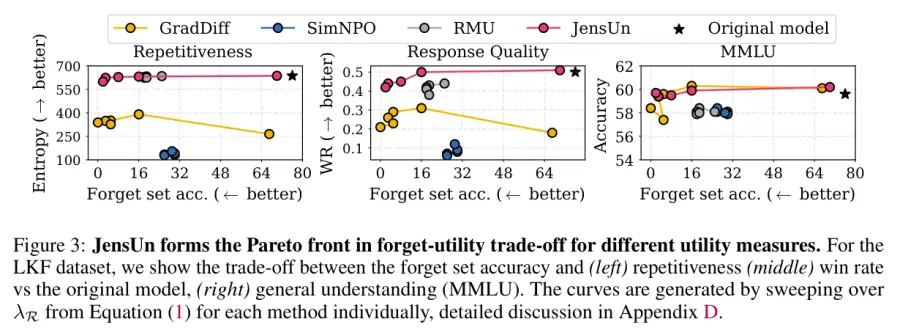 GradDiff SimNPO RMU JensUn Original model
Repetitiveness Response Quality MMLU
Entropy (→ better)
700
550
400
250
100
0 16 32 48 64 80
Forget set acc. (← better)
WR (→ better)
0.5
0.4
0.3
0.2
0.1
0 16 32 48 64 80
Forget set acc. (← better)
Accuracy
62
60
58
56
54
0 16 32 48 64 80
Forget set acc. (← better)
Figure 3: JensUn forms the Pareto front in forget-utility trade-off for different utility measures. For the
LKF dataset, we show the trade-off between the forget set accuracy and (left) repetitiveness (middle) win rate
vs the original model, (right) general understanding (MMLU). The curves are generated by sweeping over
λ_R from Equation (1) for each method individually, detailed discussion in Appendix D.